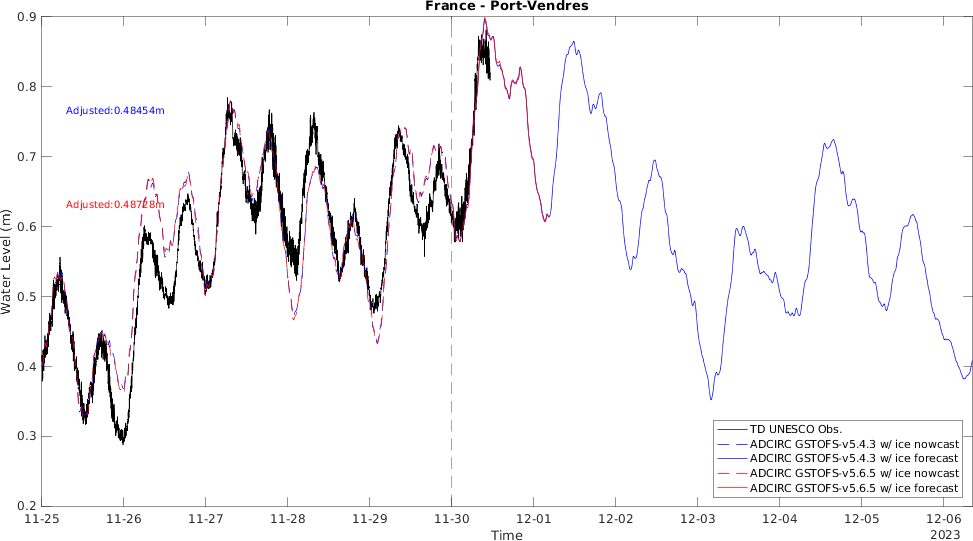 France - Port-Vendres
0.9
0.8
0.7
0.6
0.5
0.4
0.3
0.2
Water Level (m)
Adjusted:0.48454m
Adjusted:0.48728m
TD UNESCO Obs.
ADCIRC GSTOFS-v5.4.3 w/ ice nowcast
ADCIRC GSTOFS-v5.4.3 w/ ice forecast
ADCIRC GSTOFS-v5.6.5 w/ ice nowcast
ADCIRC GSTOFS-v5.6.5 w/ ice forecast
11-25 11-26 11-27 11-28 11-29 11-30 12-01 12-02 12-03 12-04 12-05 12-06
2023
Time